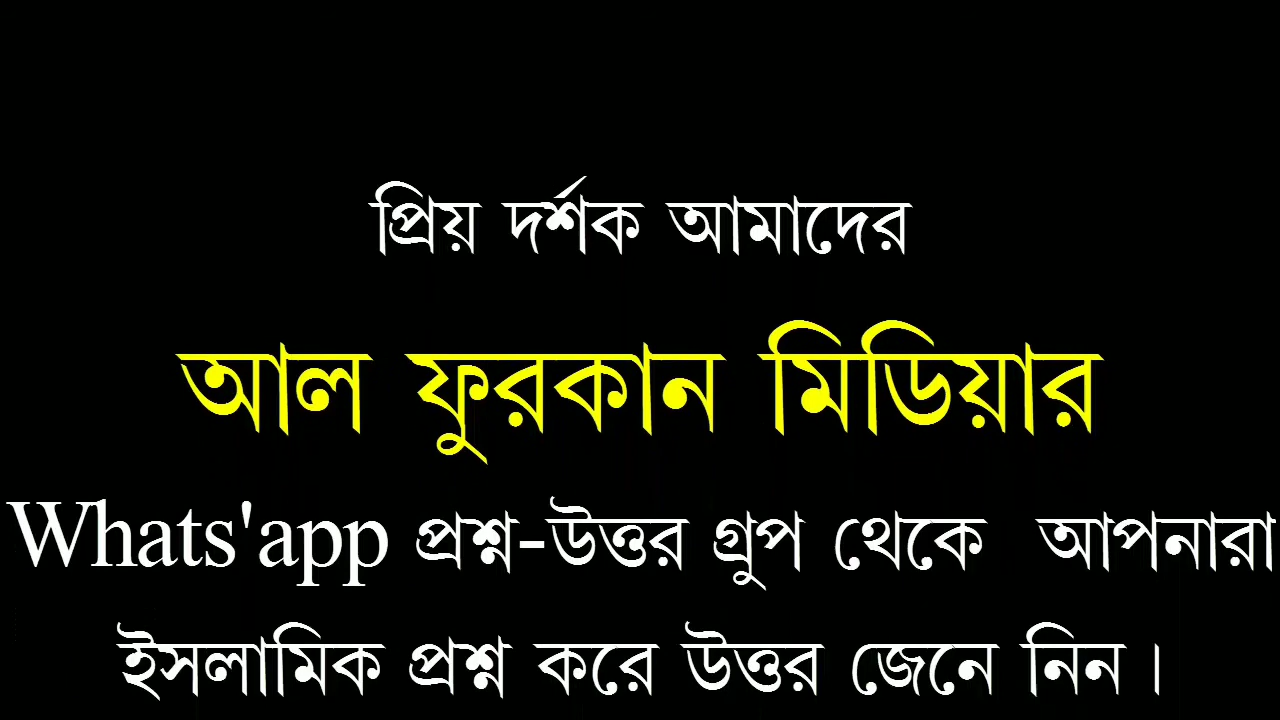 প্রিয় দর্শক আমাদের
আল ফুরকান মিডিয়ার
Whats'app প্রশ্ন-উত্তর গ্রুপ থেকে আপনারা
ইসলামিক প্রশ্ন করে উত্তর জেনে নিন।